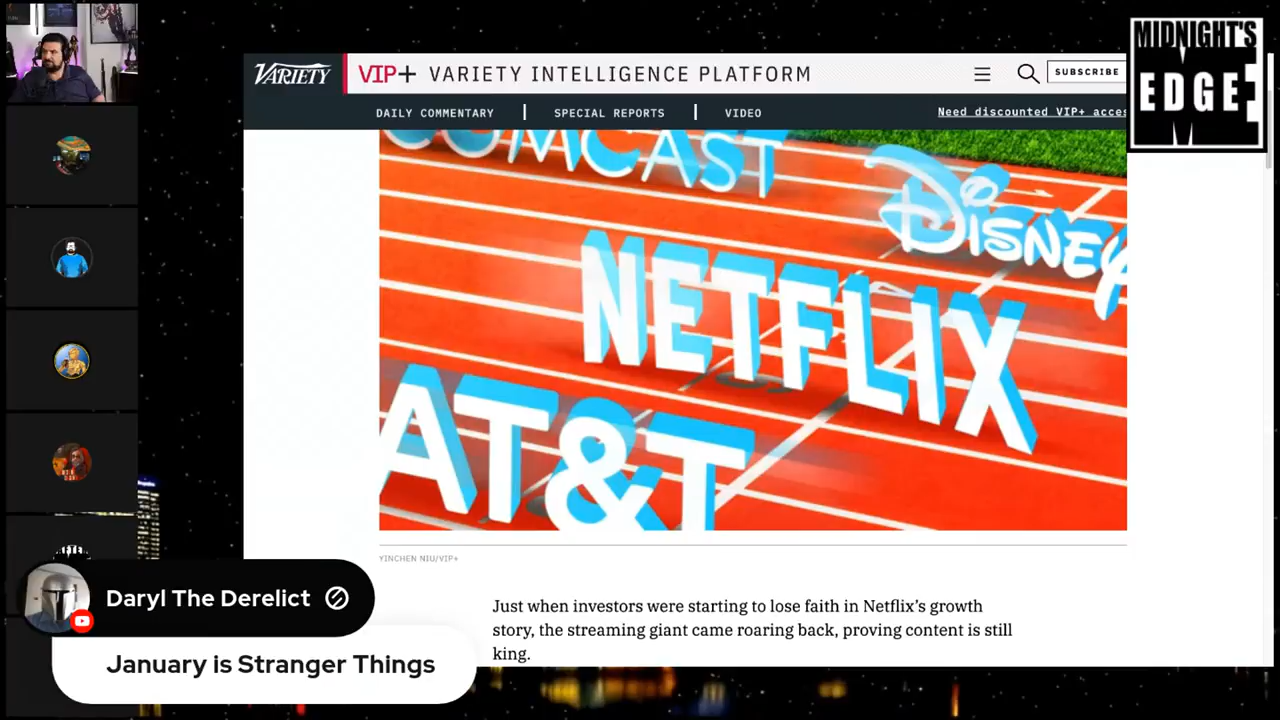 MIDNIGHT'S
EDGE
VARIETY
VIP+ VARIETY INTELLIGENCE PLATFORM
SUBSCRIBE
DAILY COMMENTARY
SPECIAL REPORTS
VIDEO
Need discounted VIP+ acces
COMCAST
DISNEY
NETFLIX
AT&T
YINCHEN NIU/VIP+
Just when investors were starting to lose faith in Netflix's growth
story, the streaming giant came roaring back, proving content is still
king.
Daryl The Derelict
January is Stranger Things